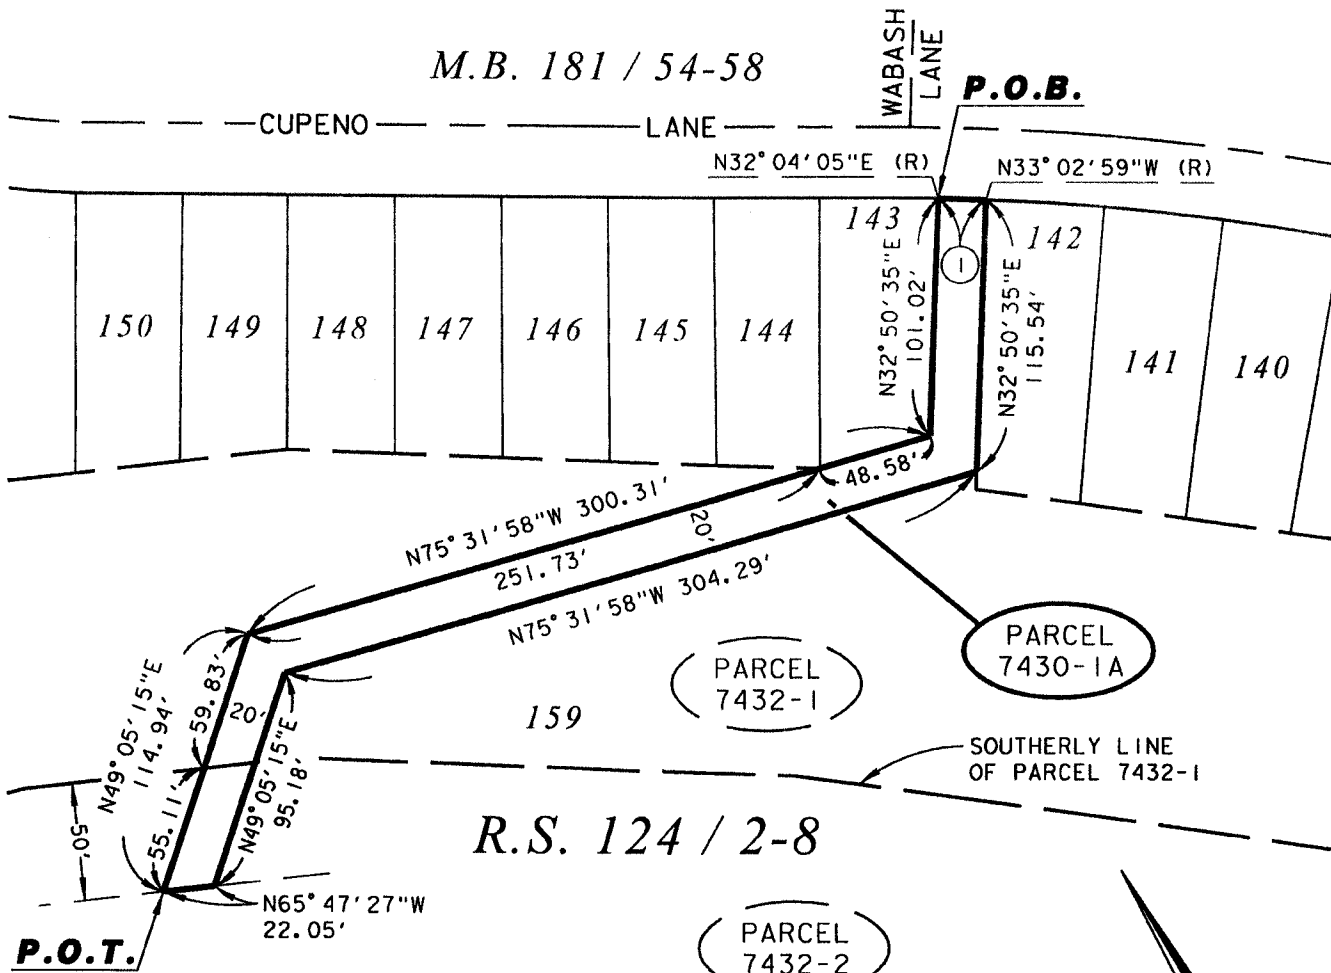 M.B. 181 / 54-58
WABASH
LANE
P.O.B.
CUPENO LANE
N32°04'05"E (R)
N33°02'59"W (R)
143
142
1
N32°50'35"E
101.02'
N32°50'35"E
115.54'
150
149
148
147
146
145
144
141
140
48.58'
N75°31'58"W 300.31'
20'
251.73'
N75°31'58"W 304.29'
PARCEL
7430-1A
PARCEL
7432-1
N49°05'15"E
114.94'
59.83'
20'
159
N49°05'15"E
95.18'
SOUTHERLY LINE
OF PARCEL 7432-1
50'
55.11'
R.S. 124 / 2-8
N65°47'27"W
22.05'
P.O.T.
PARCEL
7432-2